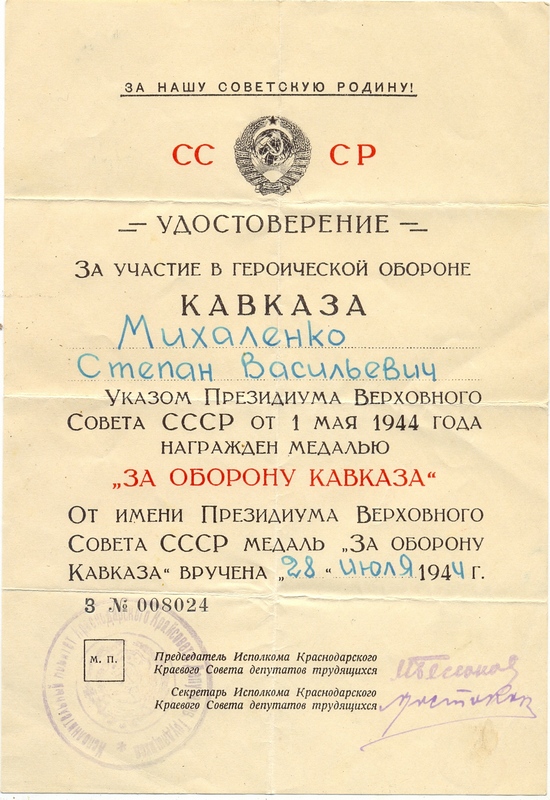 ЗА НАШУ СОВЕТСКУЮ РОДИНУ!
СС СР
УДОСТОВЕРЕНИЕ
ЗА УЧАСТИЕ В ГЕРОИЧЕСКОЙ ОБОРОНЕ
КАВКАЗА
Михаленко
Степан Васильевич
УКАЗОМ ПРЕЗИДИУМА ВЕРХОВНОГО
СОВЕТА СССР ОТ 1 МАЯ 1944 ГОДА
НАГРАЖДЕН МЕДАЛЬЮ
„ЗА ОБОРОНУ КАВКАЗА“
ОТ ИМЕНИ ПРЕЗИДИУМА ВЕРХОВНОГО
СОВЕТА СССР МЕДАЛЬ „ЗА ОБОРОНУ
КАВКАЗА“ ВРУЧЕНА „28“ июля 1944 г.
З № 008024
М. П.
Председатель Исполкома Краснодарского
Краевого Совета депутатов трудящихся
Секретарь Исполкома Краснодарского
Краевого Совета депутатов трудящихся